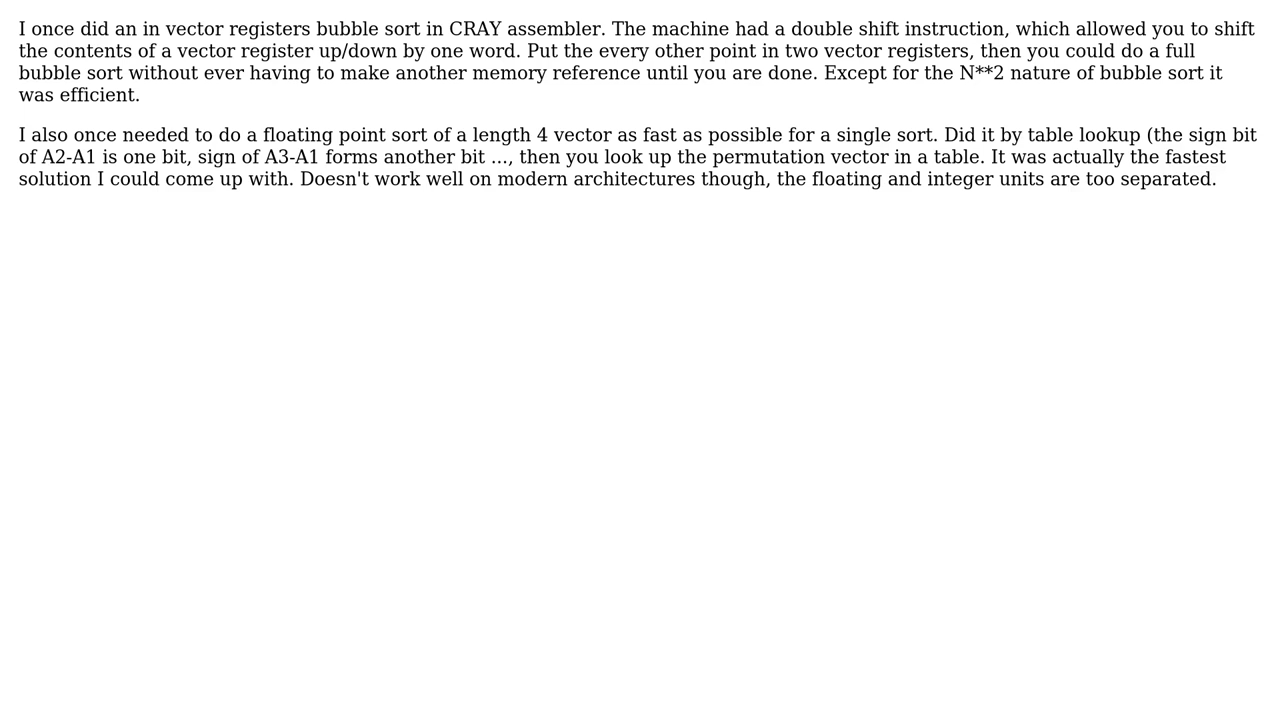 I once did an in vector registers bubble sort in CRAY assembler. The machine had a double shift instruction, which allowed you to shift
the contents of a vector register up/down by one word. Put the every other point in two vector registers, then you could do a full
bubble sort without ever having to make another memory reference until you are done. Except for the N**2 nature of bubble sort it
was efficient.
I also once needed to do a floating point sort of a length 4 vector as fast as possible for a single sort. Did it by table lookup (the sign bit
of A2-A1 is one bit, sign of A3-A1 forms another bit ..., then you look up the permutation vector in a table. It was actually the fastest
solution I could come up with. Doesn't work well on modern architectures though, the floating and integer units are too separated.